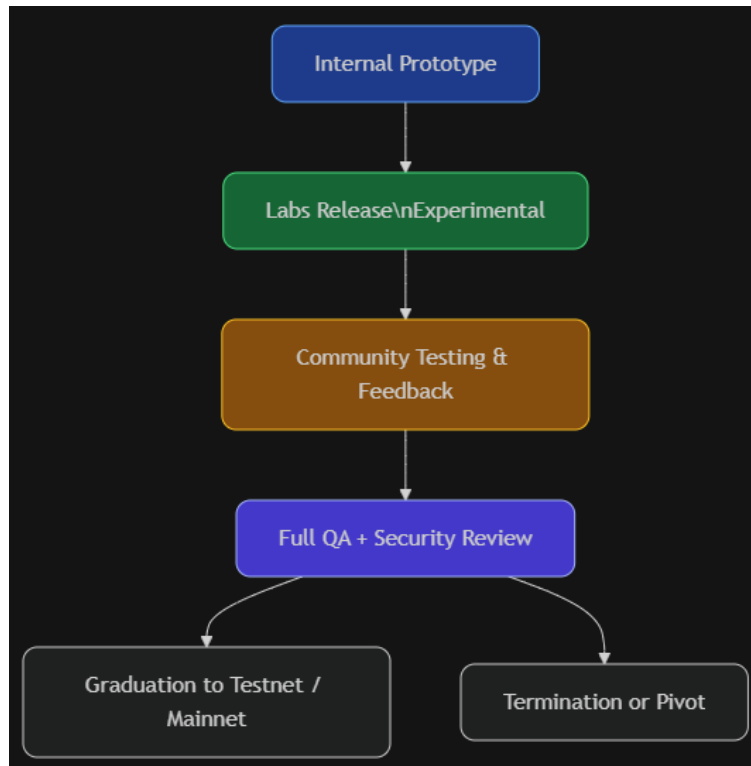 Internal Prototype
Labs Release\nExperimental
Community Testing &
Feedback
Full QA + Security Review
Graduation to Testnet /
Mainnet
Termination or Pivot